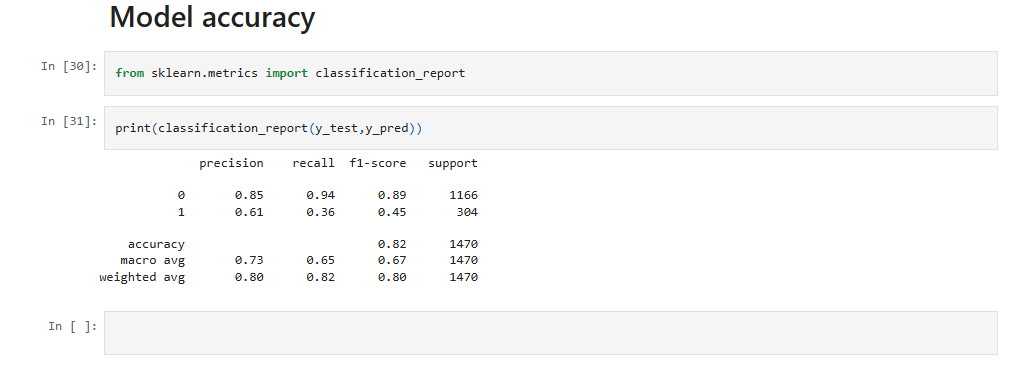 Model accuracy
In [30]: from sklearn.metrics import classification_report
In [31]: print(classification_report(y_test,y_pred))
precision recall f1-score support
0 0.85 0.94 0.89 1166
1 0.61 0.36 0.45 304
accuracy 0.82 1470
macro avg 0.73 0.65 0.67 1470
weighted avg 0.80 0.82 0.80 1470
In [ ]: